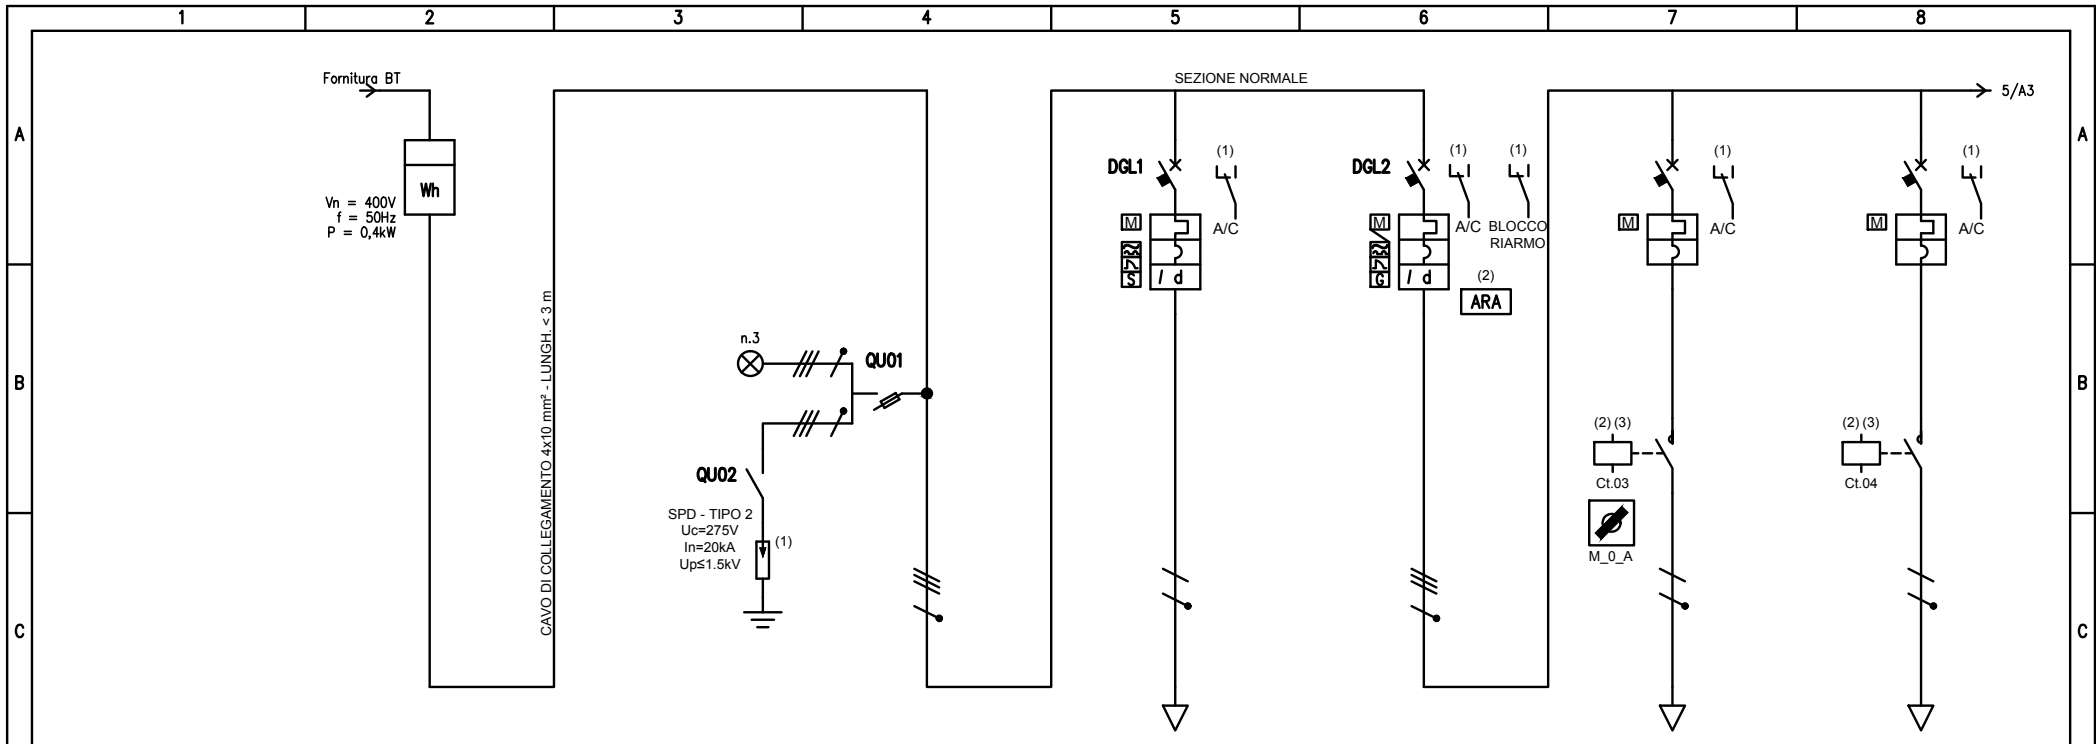 1 2 3 4 5 6 7 8
Fornitura BT
SEZIONE NORMALE
5/A3
A
A
Wh
Vn = 400V
f = 50Hz
P = 0,4kW
DGL1
(1)
M
A/C
S
I d
DGL2
(1)
(1)
M
A/C
BLOCCO
RIARMO
G
I d
(2)
ARA
(1)
M
A/C
(1)
M
A/C
CAVO DI COLLEGAMENTO 4x10 mm² - LUNGH. < 3 m
B
B
n.3
QU01
QU02
SPD - TIPO 2
Uc=275V
In=20kA
Up≤1.5kV
(1)
(2) (3)
Ct.03
M_0_A
(2) (3)
Ct.04
C
C